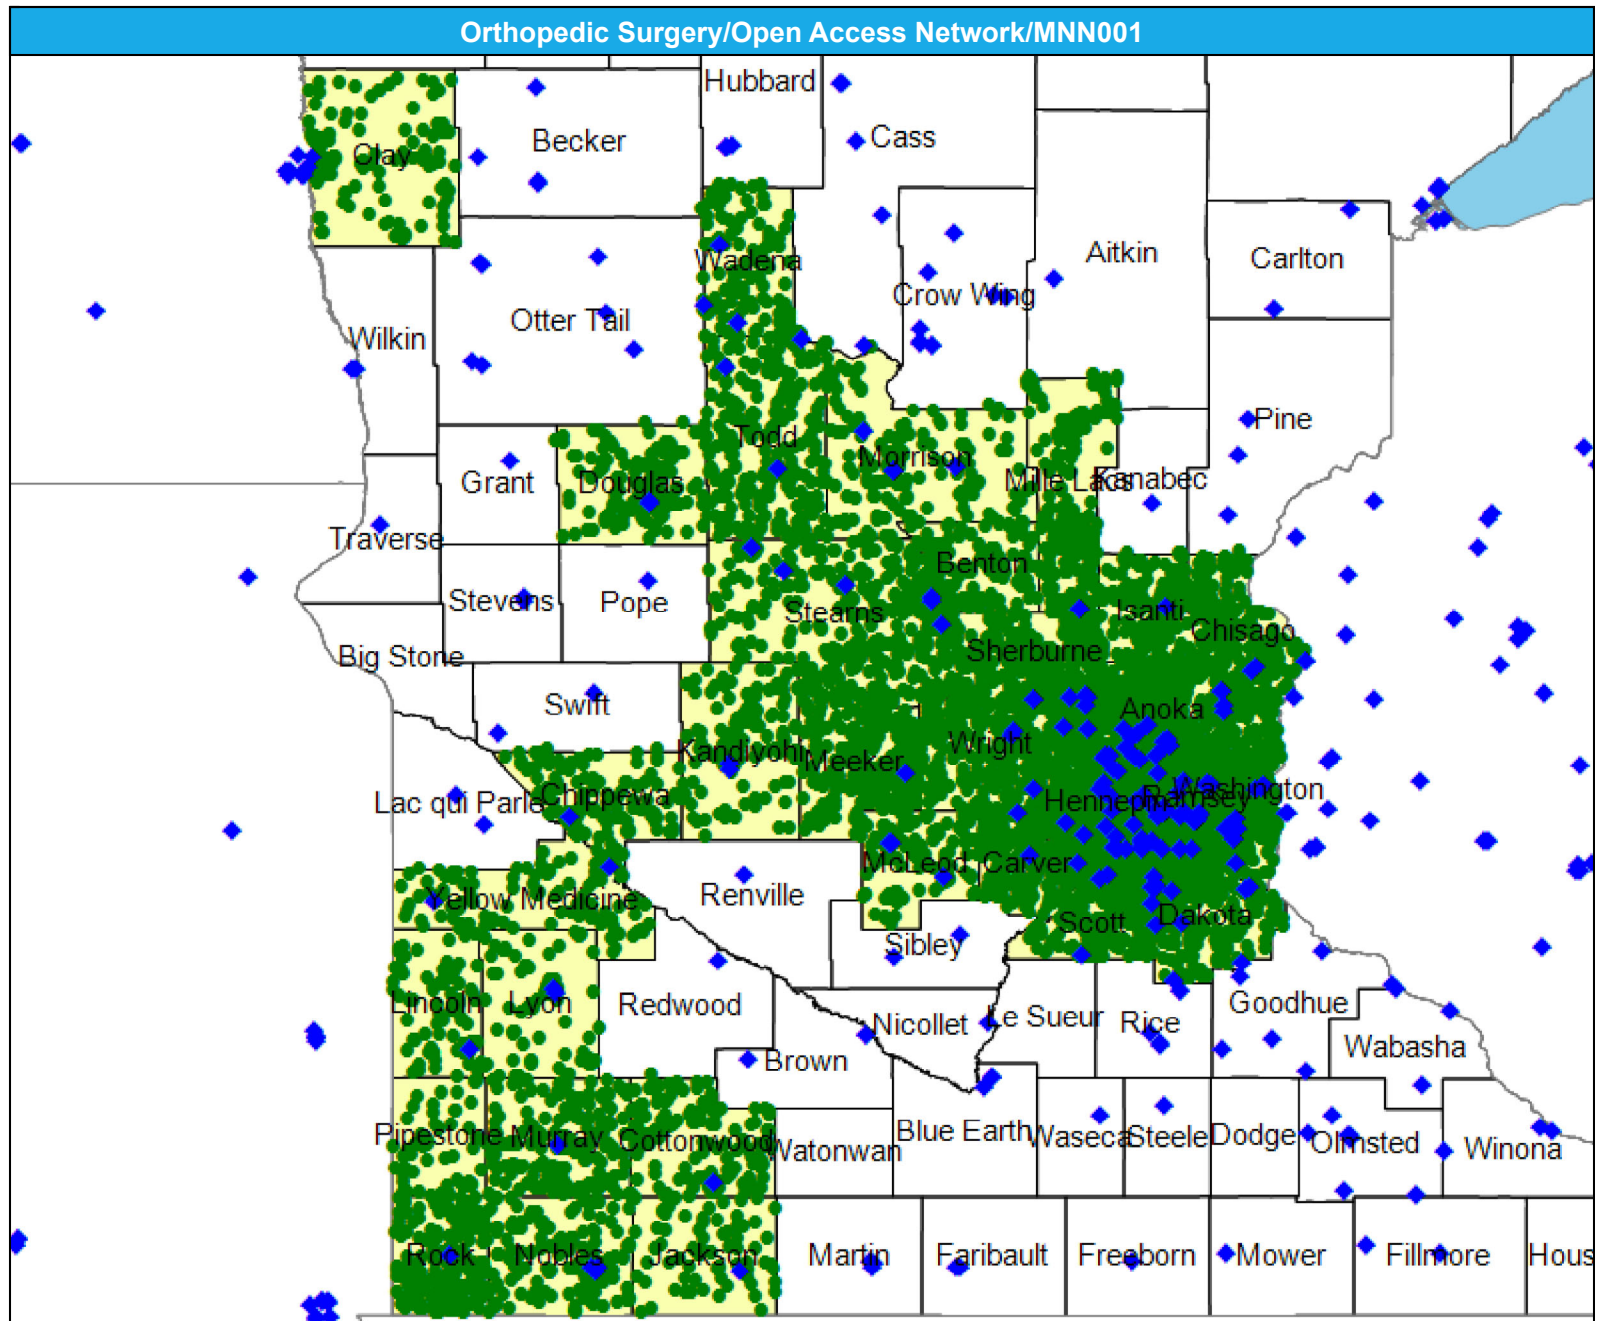 Orthopedic Surgery/Open Access Network/MNN001
Hubbard
Becker
Cass
Clay
Aitkin
Carlton
Wadena
Crow Wing
Otter Tail
Wilkin
Pine
Todd
Morrison
Grant
Douglas
Mille Lacs
Kanabec
Traverse
Benton
Stevens
Pope
Stearns
Isanti
Chisago
Sherburne
Big Stone
Swift
Anoka
Wright
Kandiyohi
Meeker
Washington
Lac qui Parle
Chippewa
Hennepin
Ramsey
McLeod
Carver
Renville
Yellow Medicine
Scott
Dakota
Sibley
Lincoln
Lyon
Redwood
Goodhue
Nicollet
Le Sueur
Rice
Wabasha
Brown
Pipestone
Murray
Cottonwood
Watonwan
Blue Earth
Waseca
Steele
Dodge
Olmsted
Winona
Rock
Nobles
Jackson
Martin
Faribault
Freeborn
Mower
Fillmore
Hous